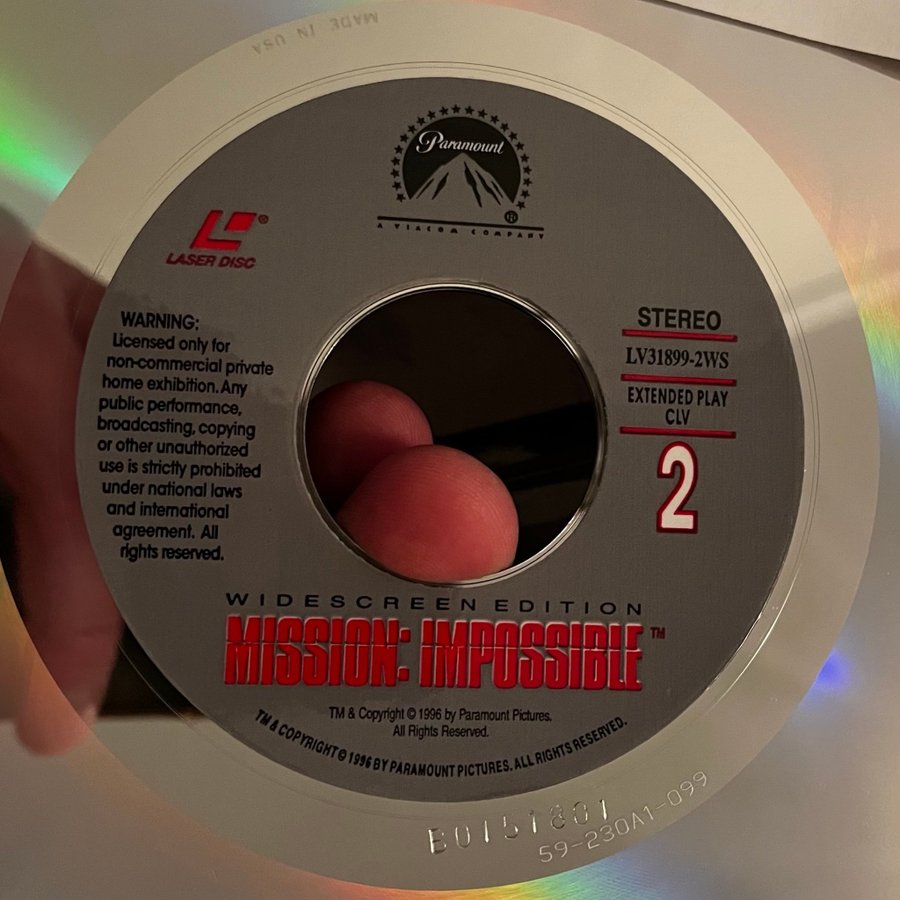 MADE IN USA
Paramount
®
A VIACOM COMPANY
LASER DISC
®
WARNING:
Licensed only for
non-commercial private
home exhibition. Any
public performance,
broadcasting, copying
or other unauthorized
use is strictly prohibited
under national laws
and international
agreement. All
rights reserved.
STEREO
LV31899-2WS
EXTENDED PLAY
CLV
2
WIDESCREEN EDITION
MISSION: IMPOSSIBLE™
TM & Copyright © 1996 by Paramount Pictures.
All Rights Reserved.
TM & COPYRIGHT © 1996 BY PARAMOUNT PICTURES. ALL RIGHTS RESERVED.
B0151801
59-230A1-099